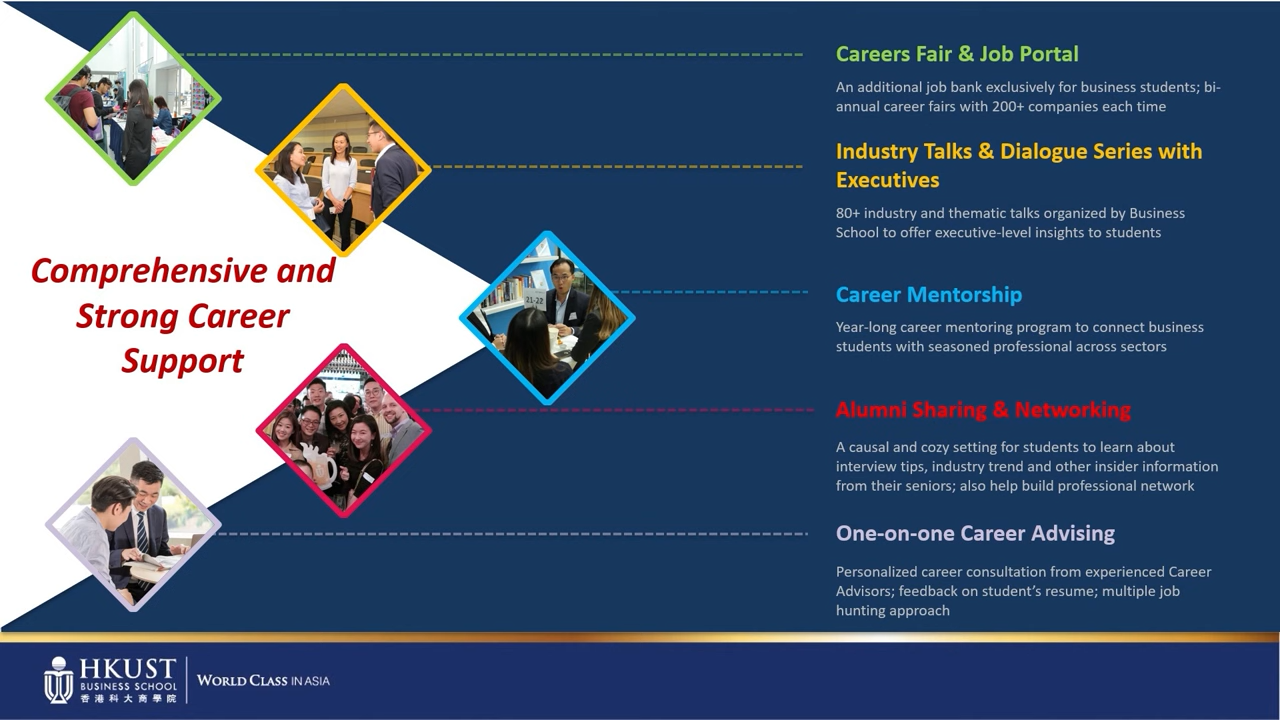 Comprehensive and
Strong Career
Support
Careers Fair & Job Portal
An additional job bank exclusively for business students; bi-
annual career fairs with 200+ companies each time
Industry Talks & Dialogue Series with
Executives
80+ industry and thematic talks organized by Business
School to offer executive-level insights to students
21-22
Career Mentorship
Year-long career mentoring program to connect business
students with seasoned professional across sectors
Alumni Sharing & Networking
A causal and cozy setting for students to learn about
interview tips, industry trend and other insider information
from their seniors; also help build professional network
One-on-one Career Advising
Personalized career consultation from experienced Career
Advisors; feedback on student's resume; multiple job
hunting approach
HKUST
BUSINESS SCHOOL
香港科大商學院
WORLD CLASS IN ASIA